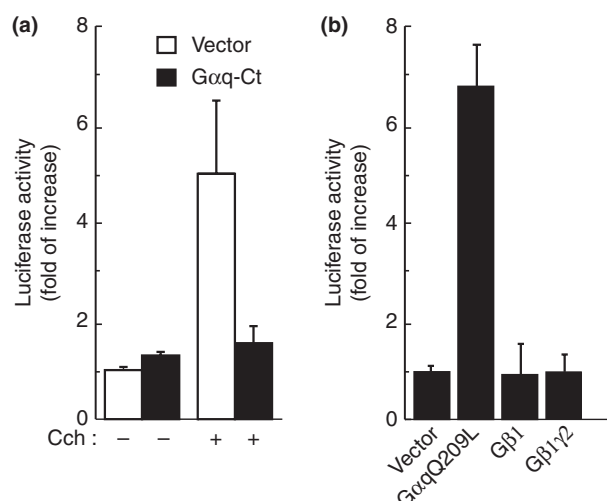 (a)
Vector
Gαq-Ct
Luciferase activity
(fold of increase)
8
6
4
2
0
Cch : – – + +
(b)
Luciferase activity
(fold of increase)
8
6
4
2
0
Vector
GαqQ209L
Gβ1
Gβ1γ2